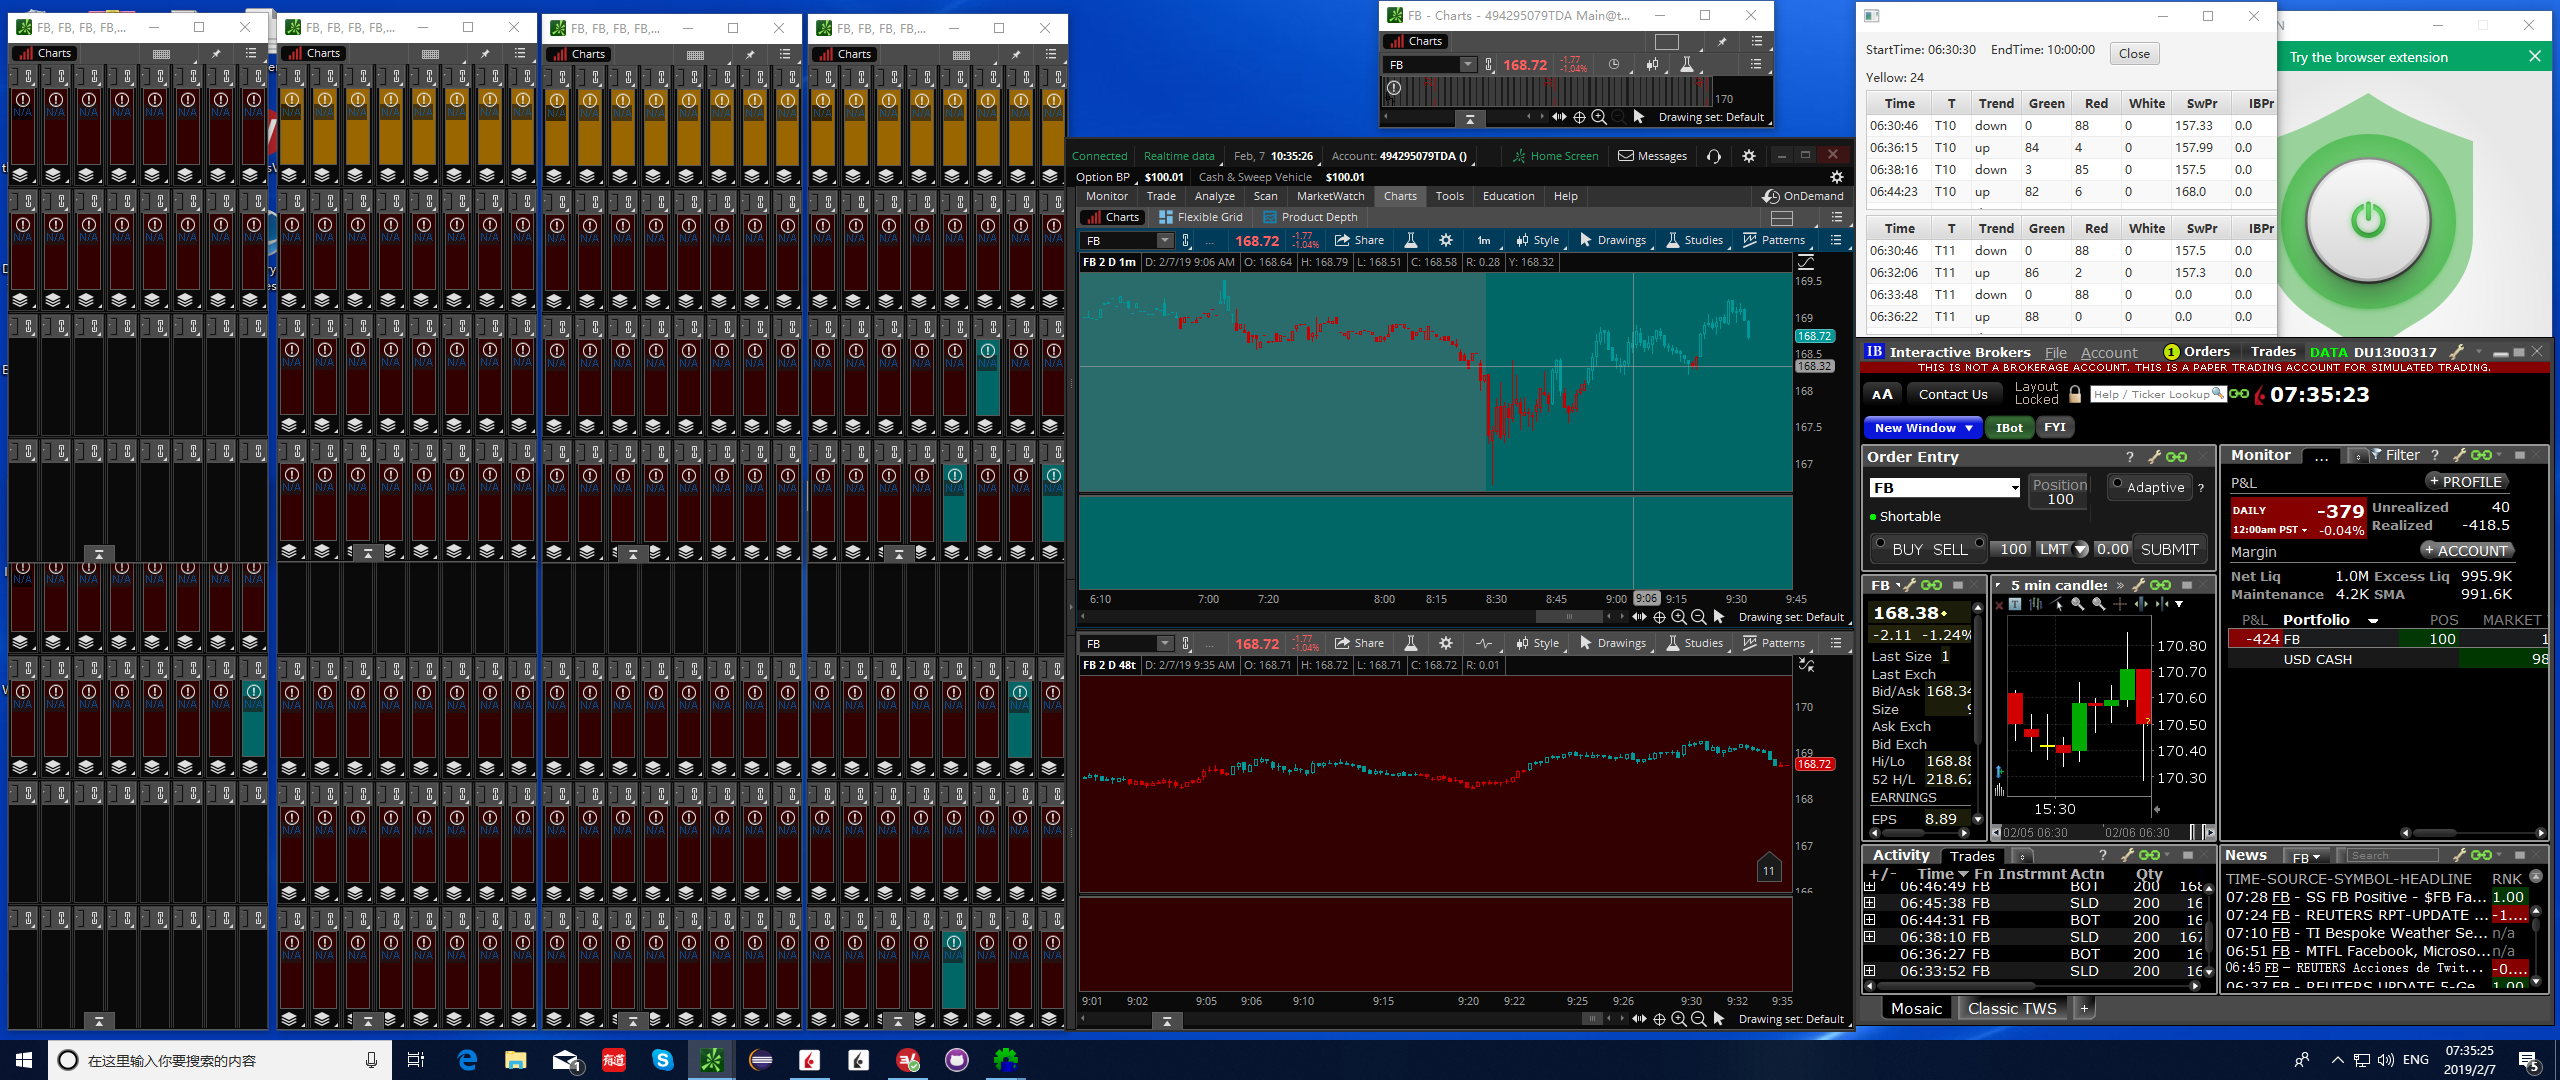 FB, FB, FB, FB,...
Charts
FB, FB, FB, FB,...
Charts
FB, FB, FB, FB,...
Charts
FB, FB, FB, FB,...
Charts
FB - Charts - 494295079TDA Main@t...
Charts
FB 168.72 -1.77 -1.04%
170
Drawing set: Default
Connected Realtime data Feb, 7 10:35:26 Account: 494295079TDA () Home Screen Messages
Option BP $100.01 Cash & Sweep Vehicle $100.01
Monitor Trade Analyze Scan MarketWatch Charts Tools Education Help OnDemand
Charts Flexible Grid Product Depth
FB ... 168.72 -1.77 -1.04% Share 1m Style Drawings Studies Patterns
FB 2 D 1m D: 2/7/19 9:06 AM O: 168.64 H: 168.79 L: 168.51 C: 168.58 R: 0.28 Y: 168.32
169.5
169
168.72
168.5
168.32
168
167.5
167
6:10 7:00 7:20 8:00 8:15 8:30 8:45 9:00 9:06 9:15 9:30 9:45
Drawing set: Default
FB ... 168.72 -1.77 -1.04% Share Style Drawings Studies Patterns
FB 2 D 48t D: 2/7/19 9:35 AM O: 168.71 H: 168.72 L: 168.71 C: 168.72 R: 0.01
170
169
168.72
168
167
11
166
9:01 9:02 9:05 9:06 9:10 9:15 9:20 9:22 9:25 9:26 9:30 9:32 9:35
Drawing set: Default
StartTime: 06:30:30 EndTime: 10:00:00 Close
Yellow: 24
Time T Trend Green Red White SwPr IBPr
06:30:46 T10 down 0 88 0 157.33 0.0
06:36:15 T10 up 84 4 0 157.99 0.0
06:38:16 T10 down 3 85 0 157.5 0.0
06:44:23 T10 up 82 6 0 168.0 0.0
Time T Trend Green Red White SwPr IBPr
06:30:46 T11 down 0 88 0 157.5 0.0
06:32:06 T11 up 86 2 0 157.3 0.0
06:33:48 T11 down 0 88 0 0.0 0.0
06:36:22 T11 up 88 0 0 0.0 0.0
N
Try the browser extension
IB Interactive Brokers File Account 1 Orders Trades DATA DU1300317
THIS IS NOT A BROKERAGE ACCOUNT. THIS IS A PAPER TRADING ACCOUNT FOR SIMULATED TRADING.
AA Contact Us Layout Locked Help / Ticker Lookup 07:35:23
New Window IBot FYI
Order Entry ?
FB Position 100 Adaptive ?
Shortable
BUY SELL 100 LMT 0.00 SUBMIT
Monitor ... Filter ?
P&L + PROFILE
DAILY -379 Unrealized 40
12:00am PST -0.04% Realized -418.5
Margin + ACCOUNT
Net Liq 1.0M Excess Liq 995.9K
Maintenance 4.2K SMA 991.6K
P&L Portfolio POS MARKET
-424 FB 100 1
USD CASH 98
FB
168.38
-2.11 -1.24%
Last Size 1
Last Exch
Bid/Ask 168.34
Size 9
Ask Exch
Bid Exch
Hi/Lo 168.88
52 H/L 218.62
EARNINGS
EPS 8.89
5 min candles »
170.80
170.70
170.60
170.50
170.40
170.30
15:30
02/05 06:30 02/06 06:30
Activity Trades ?
+/- Time Fn Instrmnt Actn Qty
06:46:49 FB BOT 200 168
06:45:38 FB SLD 200 16
06:44:31 FB BOT 200 16
06:38:10 FB SLD 200 167
06:36:27 FB BOT 200 16
06:33:52 FB SLD 200 16
News FB Search
TIME-SOURCE-SYMBOL-HEADLINE RNK
07:28 FB - SS FB Positive - $FB Fa... 1.00
07:24 FB - REUTERS RPT-UPDATE ... -1....
07:10 FB - TI Bespoke Weather Se... n/a
06:51 FB - MTFL Facebook, Microso... n/a
06:45 FB - REUTERS Acciones de Twit... -0....
06:37 FB - REUTERS UPDATE 5-Ge... 1.00
Mosaic Classic TWS +
在这里输入你要搜索的内容
1
有道
ENG
07:35:25
2019/2/7
5